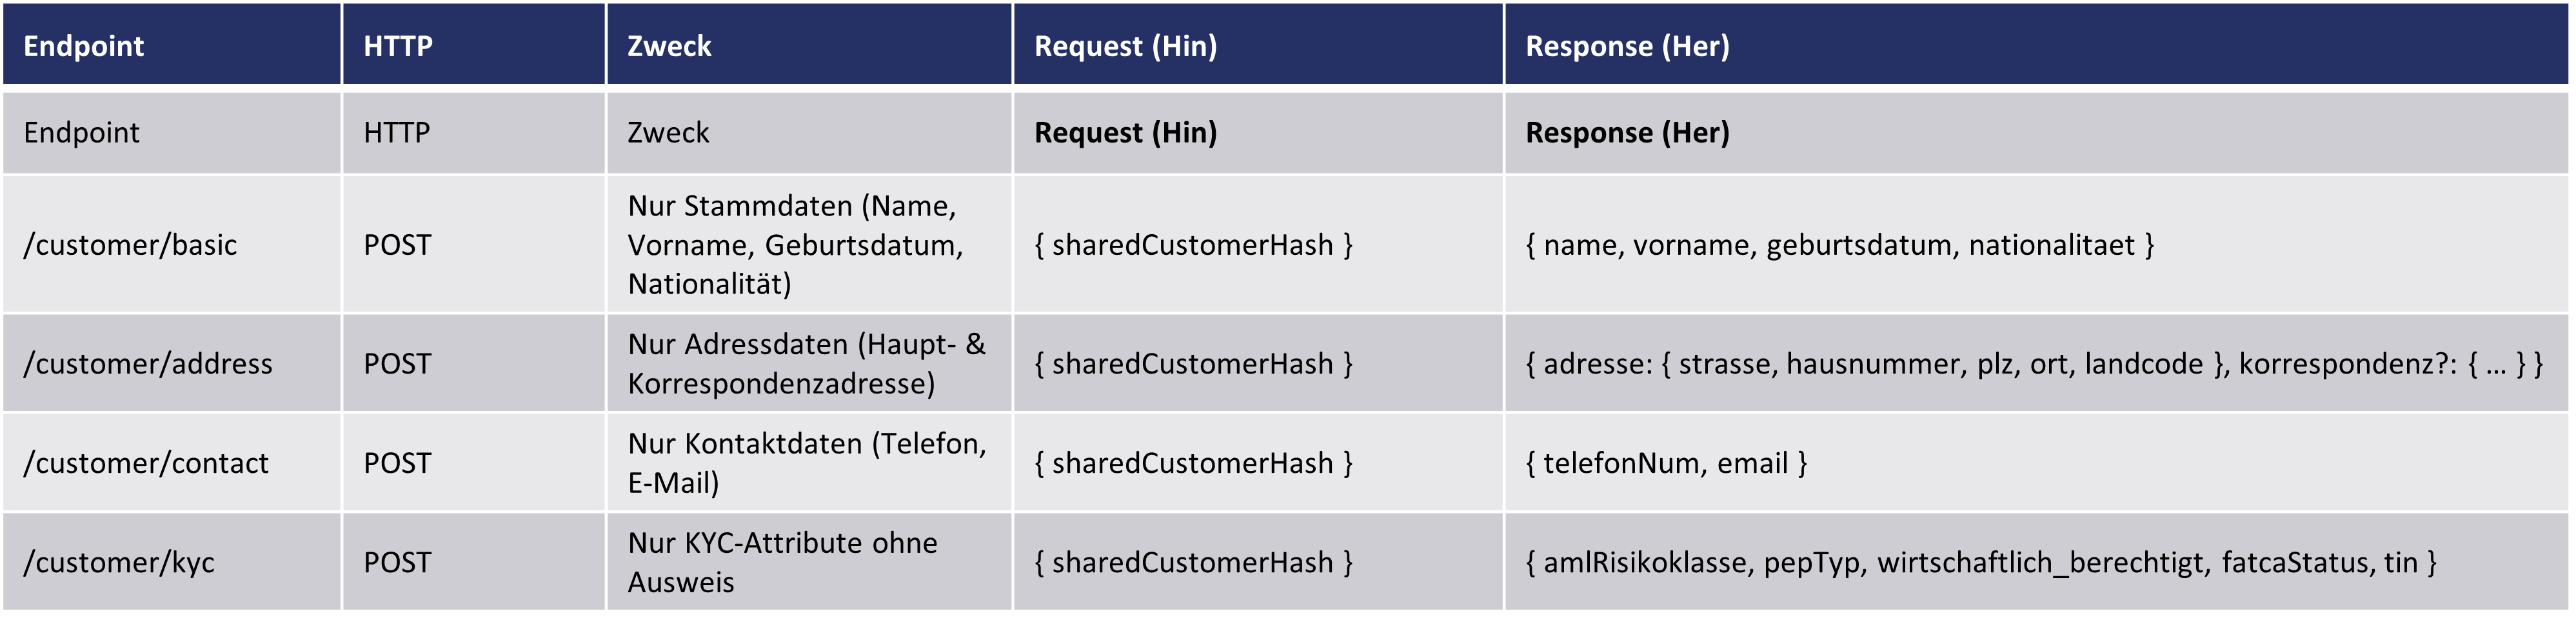 Endpoint HTTP Zweck Request (Hin) Response (Her)
Endpoint HTTP Zweck Request (Hin) Response (Her)
/customer/basic POST Nur Stammdaten (Name,
Vorname, Geburtsdatum,
Nationalität) { sharedCustomerHash } { name, vorname, geburtsdatum, nationalitaet }
/customer/address POST Nur Adressdaten (Haupt- &
Korrespondenzadresse) { sharedCustomerHash } { adresse: { strasse, hausnummer, plz, ort, landcode }, korrespondenz?: { … } }
/customer/contact POST Nur Kontaktdaten (Telefon,
E-Mail) { sharedCustomerHash } { telefonNum, email }
/customer/kyc POST Nur KYC-Attribute ohne
Ausweis { sharedCustomerHash } { amlRisikoklasse, pepTyp, wirtschaftlich_berechtigt, fatcaStatus, tin }